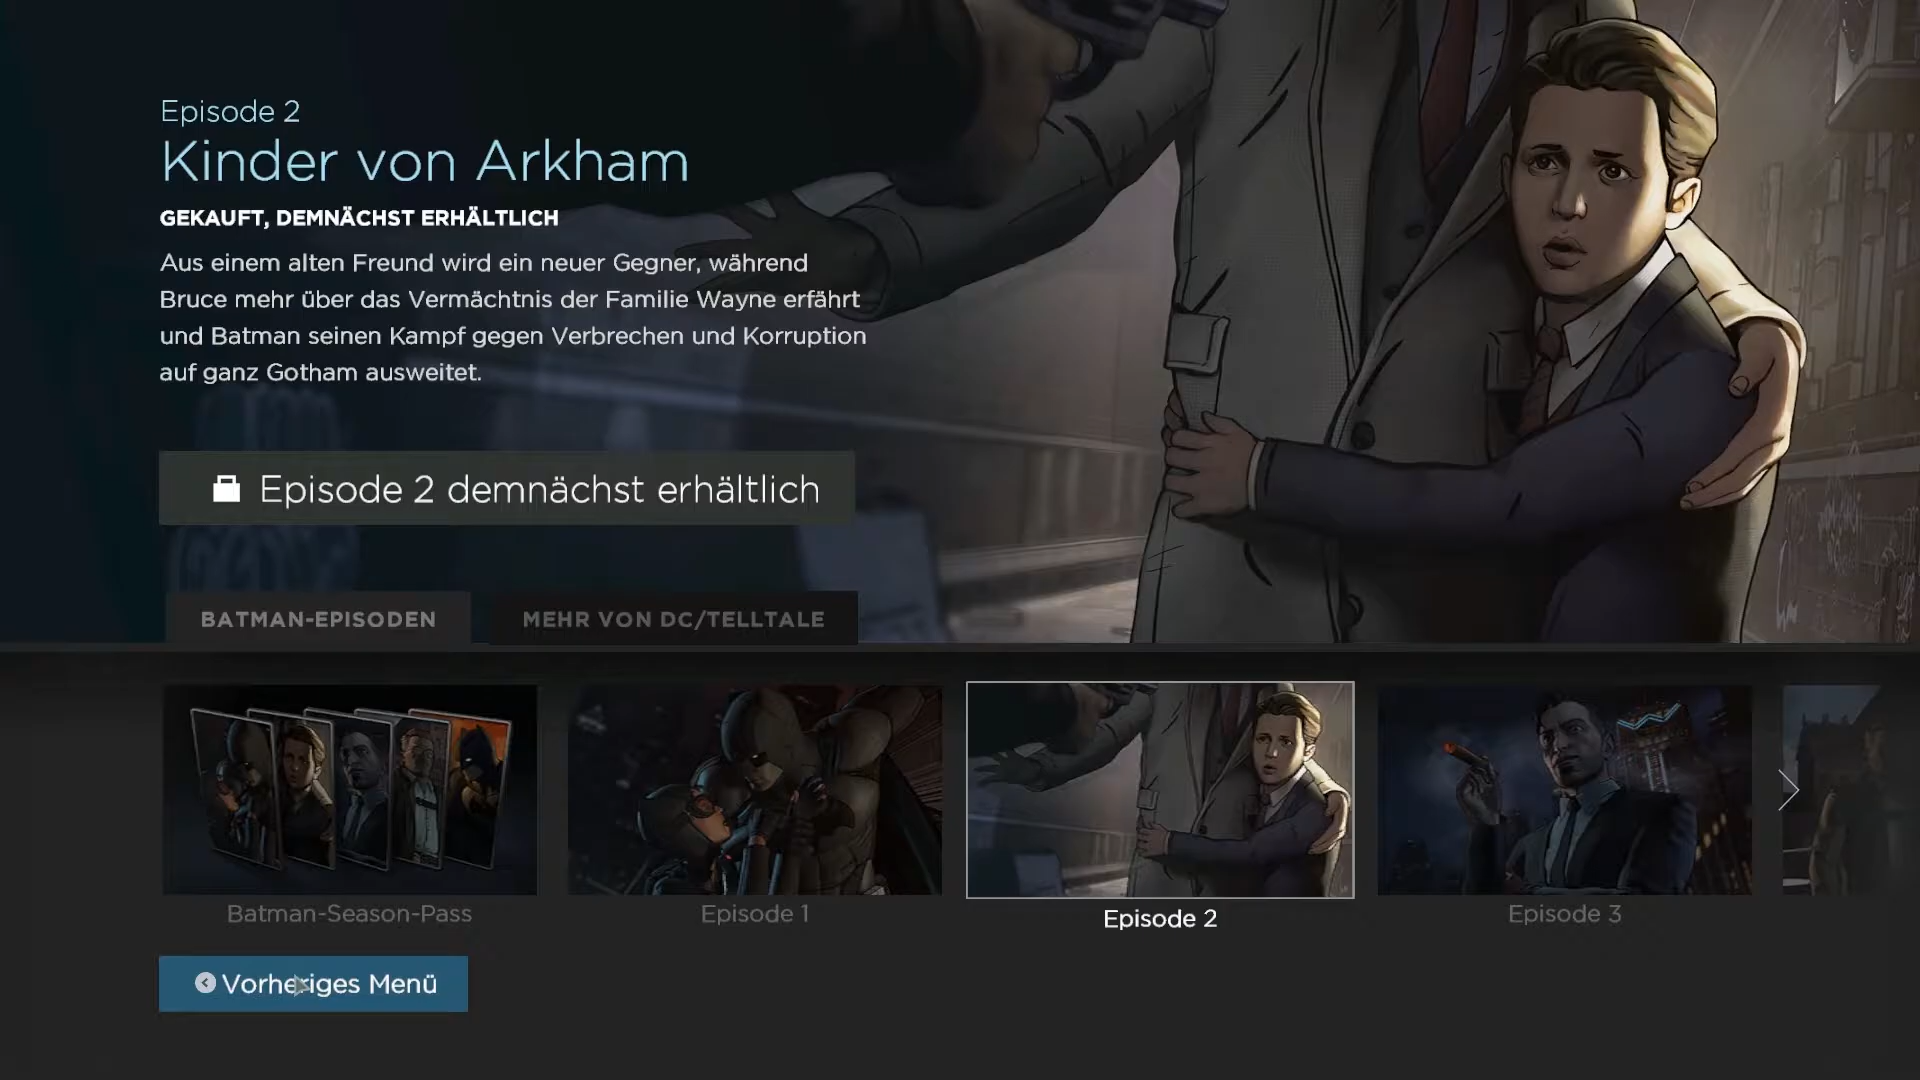 Episode 2
Kinder von Arkham
GEKAUFT, DEMNÄCHST ERHÄLTLICH
Aus einem alten Freund wird ein neuer Gegner, während
Bruce mehr über das Vermächtnis der Familie Wayne erfährt
und Batman seinen Kampf gegen Verbrechen und Korruption
auf ganz Gotham ausweitet.
Episode 2 demnächst erhältlich
BATMAN-EPISODEN
MEHR VON DC/TELLTALE
Batman-Season-Pass
Episode 1
Episode 2
Episode 3
Vorheriges Menü